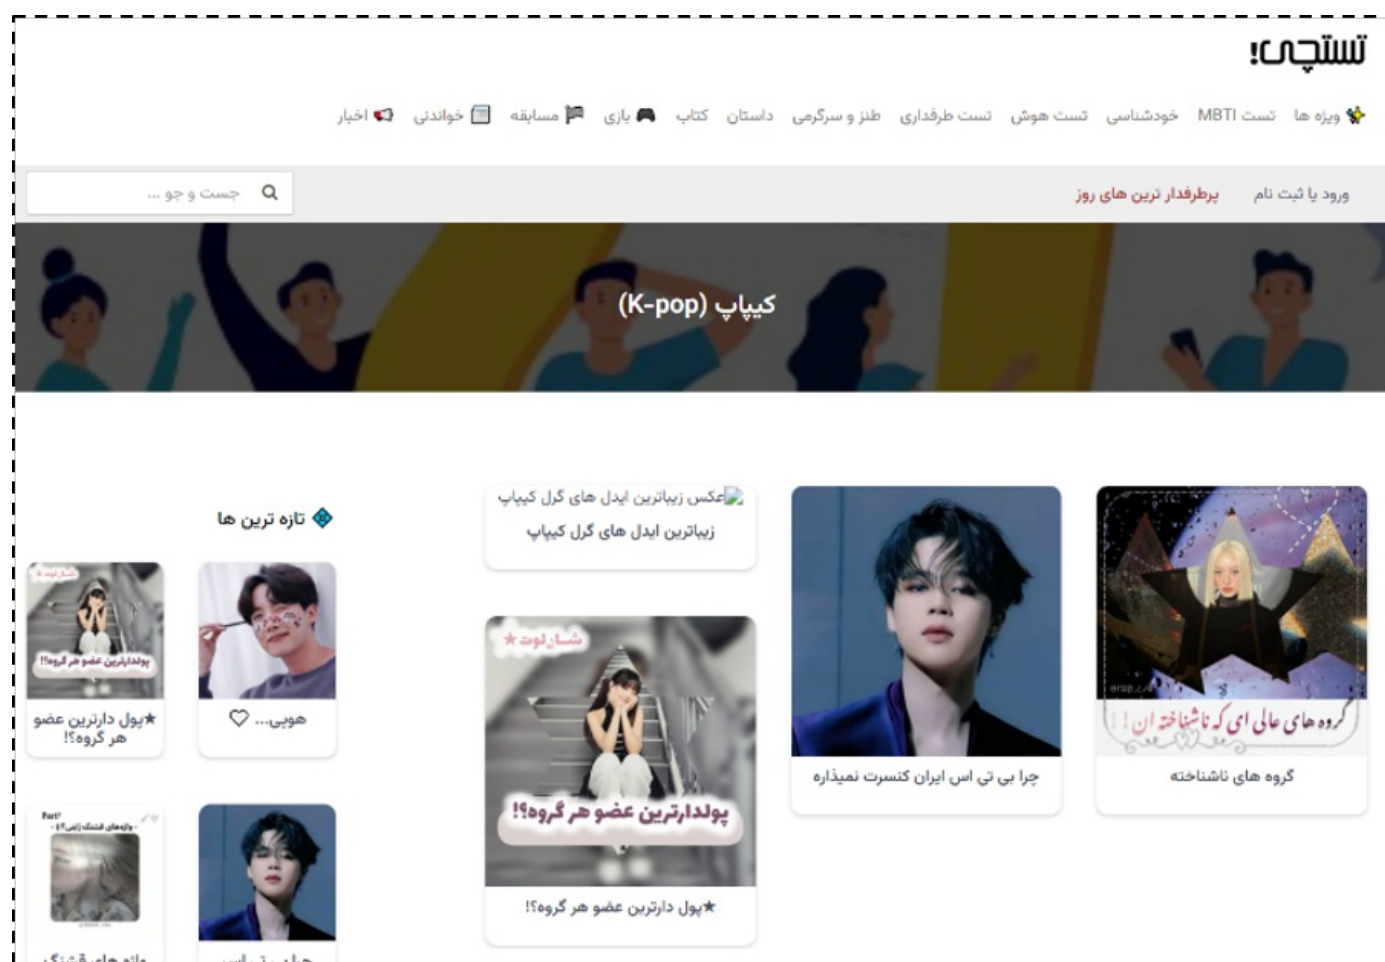 تستچی!
ویژه ها تست MBTI خودشناسی تست هوش تست طرفداری طنز و سرگرمی داستان کتاب بازی مسابقه خواندنی اخبار
ورود یا ثبت نام پرطرفدار ترین های روز جست و جو ...
کیپاپ (K-pop)
گروه های عالی ای که ناشناخته ان!!
گروه های ناشناخته
چرا بی تی اس ایران کنسرت نمیذاره
عکس زیباترین ایدل های گرل کیپاپ
زیباترین ایدل های گرل کیپاپ
پولدارترین عضو هر گروه؟!
★پول دارترین عضو هر گروه؟!
تازه ترین ها
هوبی... ♡
پولدارترین عضو هر گروه؟!
★پول دارترین عضو
هر گروه؟!